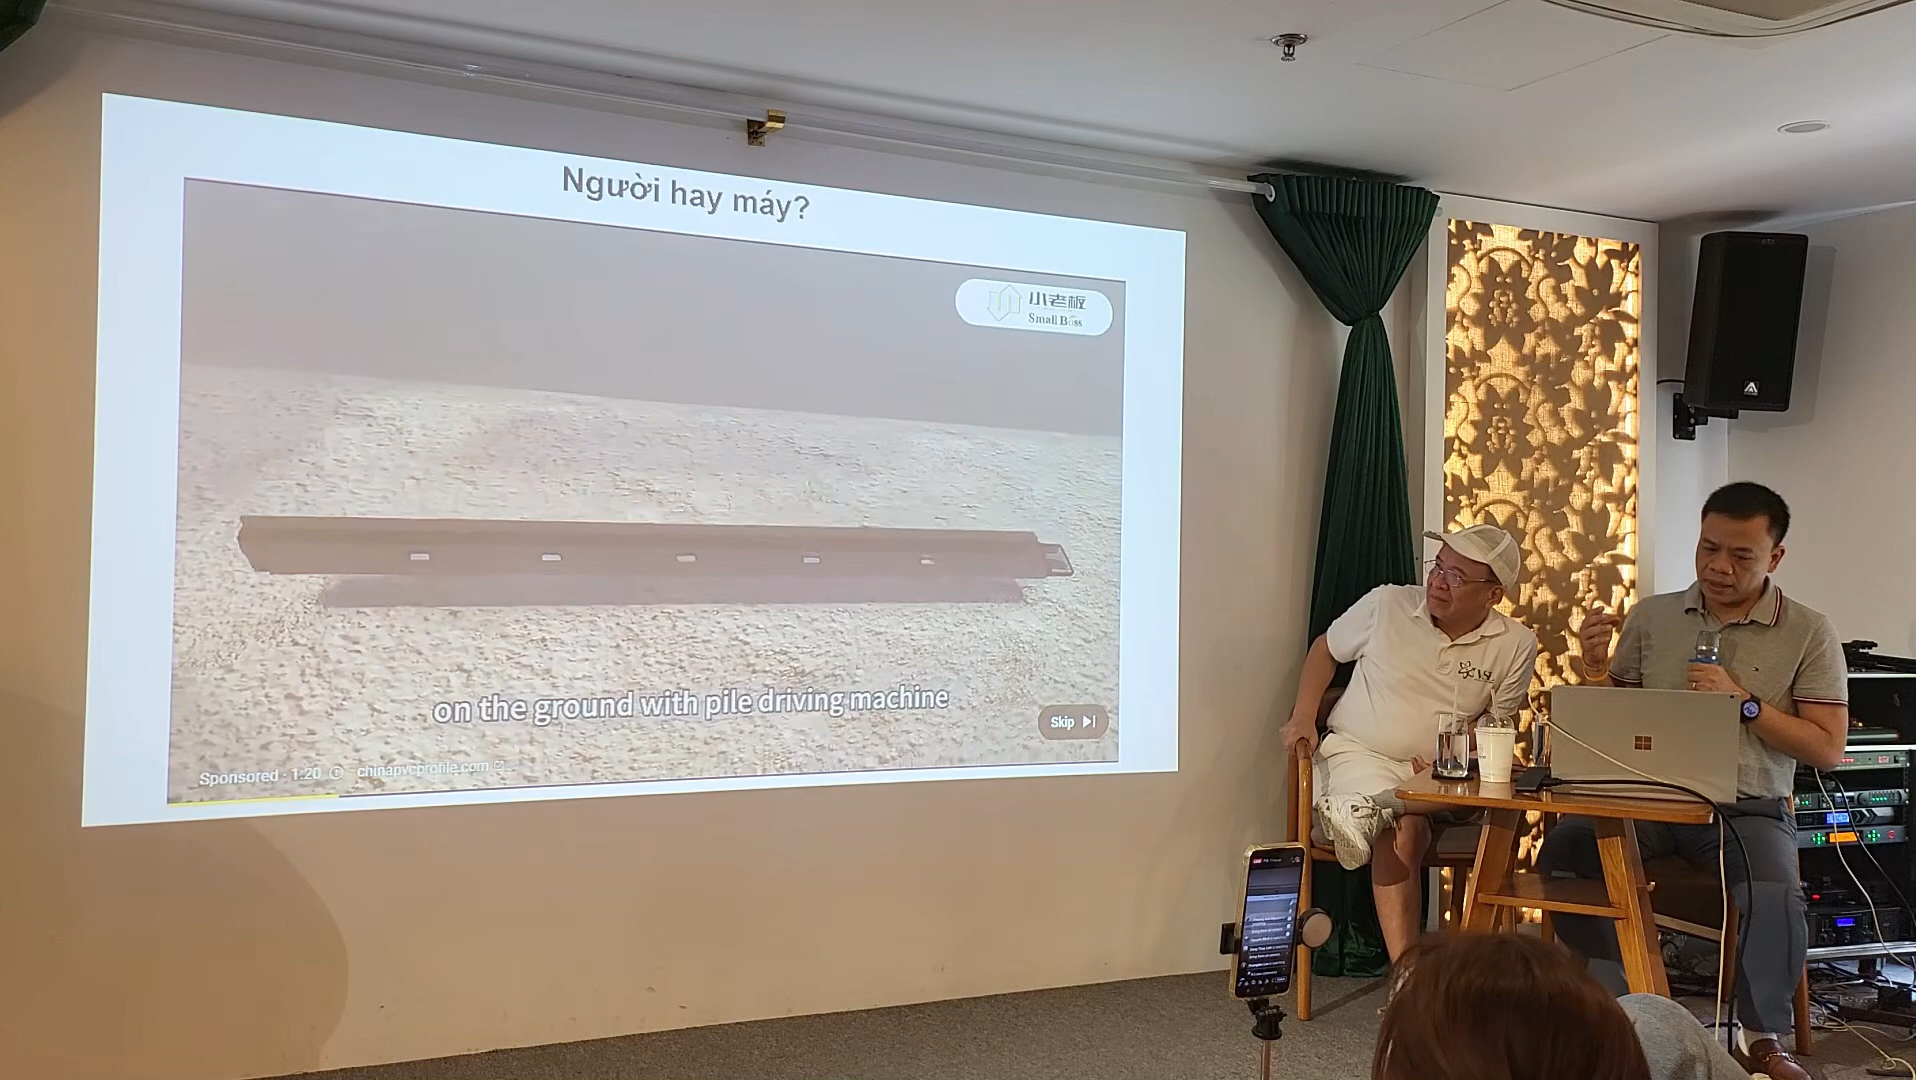 Người hay máy?
小老板
Small Boss
on the ground with pile driving machine
Skip
Sponsored · 1:20
chinapvcprofile.com
VSL